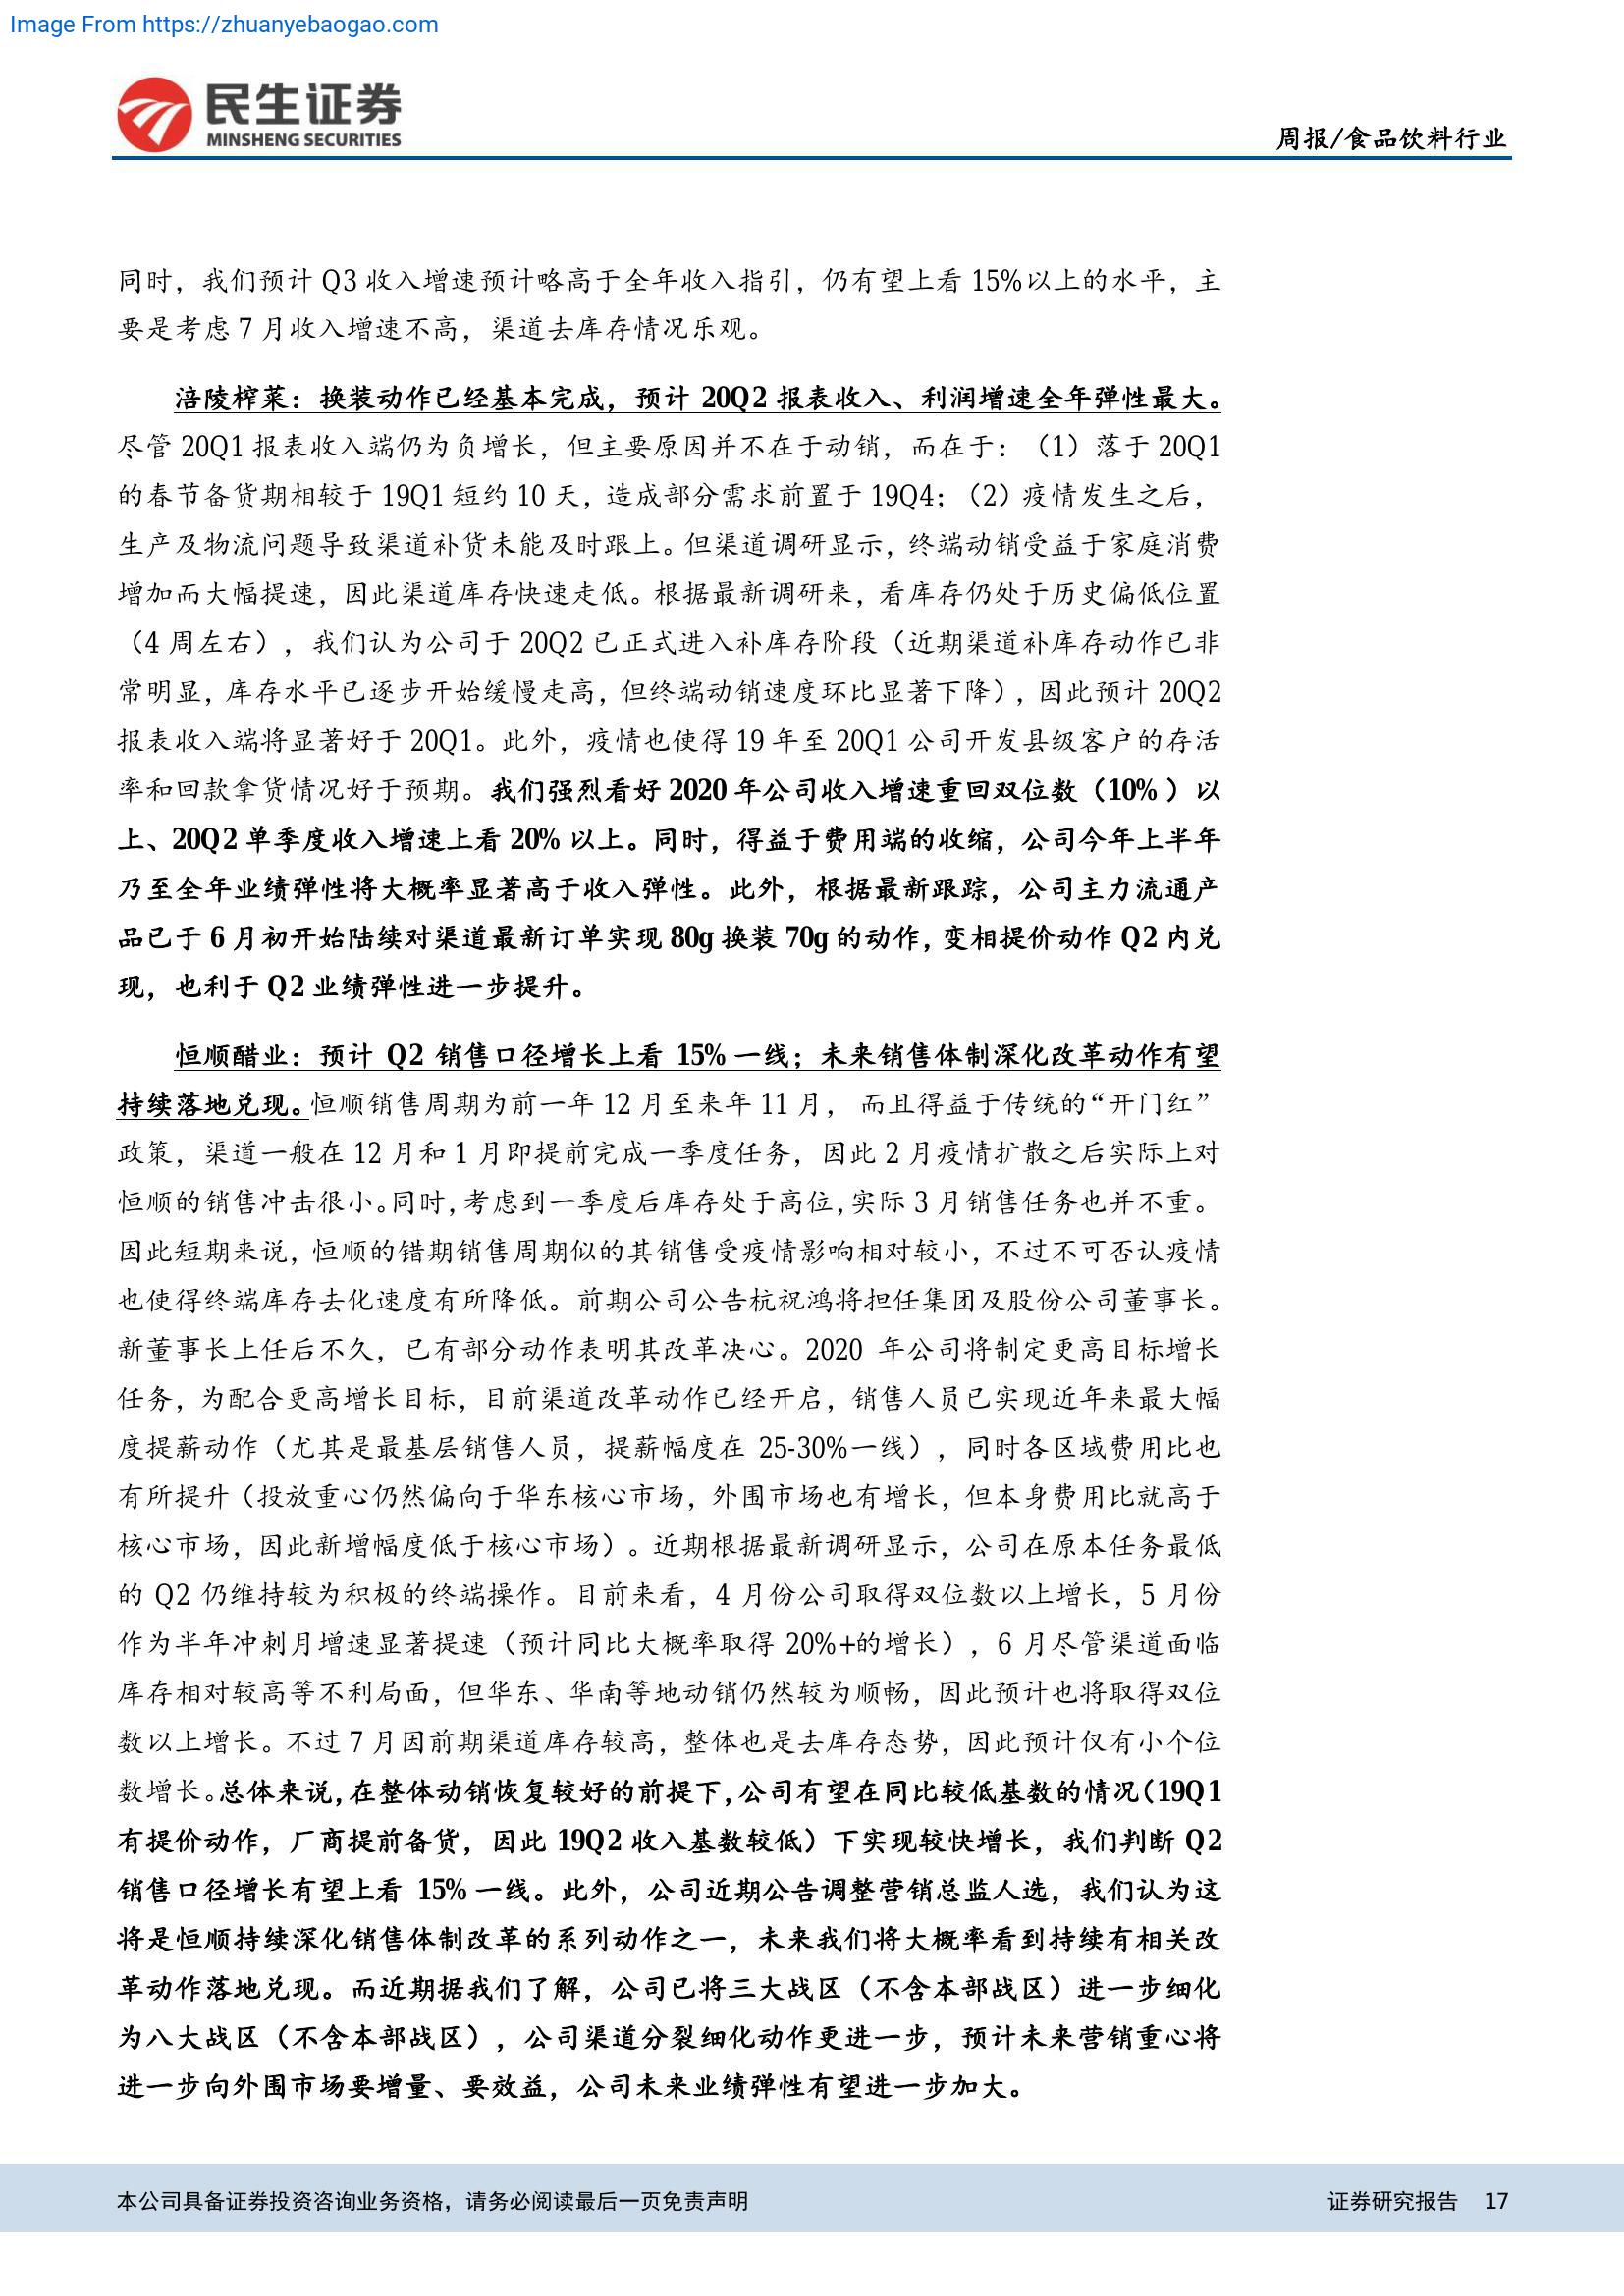 Image From https://zhuanyebaogao.com
民生证券
MINSHENG SECURITIES
周报/食品饮料行业
同时，我们预计 Q3 收入增速预计略高于全年收入指引，仍有望上看 15%以上的水平，主
要是考虑 7 月收入增速不高，渠道去库存情况乐观。
涪陵榨菜：换装动作已经基本完成，预计 20Q2 报表收入、利润增速全年弹性最大。
尽管 20Q1 报表收入端仍为负增长，但主要原因并不在于动销，而在于：（1）落于 20Q1
的春节备货期相较于 19Q1 短约 10 天，造成部分需求前置于 19Q4；（2）疫情发生之后，
生产及物流问题导致渠道补货未能及时跟上。但渠道调研显示，终端动销受益于家庭消费
增加而大幅提速，因此渠道库存快速走低。根据最新调研来，看库存仍处于历史偏低位置
（4 周左右），我们认为公司于 20Q2 已正式进入补库存阶段（近期渠道补库存动作已非
常明显，库存水平已逐步开始缓慢走高，但终端动销速度环比显著下降），因此预计 20Q2
报表收入端将显著好于 20Q1。此外，疫情也使得 19 年至 20Q1 公司开发县级客户的存活
率和回款拿货情况好于预期。我们强烈看好 2020 年公司收入增速重回双位数（10%）以
上、20Q2 单季度收入增速上看 20%以上。同时，得益于费用端的收缩，公司今年上半年
乃至全年业绩弹性将大概率显著高于收入弹性。此外，根据最新跟踪，公司主力流通产
品已于 6 月初开始陆续对渠道最新订单实现 80g 换装 70g 的动作，变相提价动作 Q2 内兑
现，也利于 Q2 业绩弹性进一步提升。
恒顺醋业：预计 Q2 销售口径增长上看 15%一线；未来销售体制深化改革动作有望
持续落地兑现。恒顺销售周期为前一年 12 月至来年 11 月， 而且得益于传统的“开门红”
政策，渠道一般在 12 月和 1 月即提前完成一季度任务，因此 2 月疫情扩散之后实际上对
恒顺的销售冲击很小。同时，考虑到一季度后库存处于高位，实际 3 月销售任务也并不重。
因此短期来说，恒顺的错期销售周期似的其销售受疫情影响相对较小，不过不可否认疫情
也使得终端库存去化速度有所降低。前期公司公告杭祝鸿将担任集团及股份公司董事长。
新董事长上任后不久，已有部分动作表明其改革决心。2020 年公司将制定更高目标增长
任务，为配合更高增长目标，目前渠道改革动作已经开启，销售人员已实现近年来最大幅
度提薪动作（尤其是最基层销售人员，提薪幅度在 25-30%一线），同时各区域费用比也
有所提升（投放重心仍然偏向于华东核心市场，外围市场也有增长，但本身费用比就高于
核心市场，因此新增幅度低于核心市场）。近期根据最新调研显示，公司在原本任务最低
的 Q2 仍维持较为积极的终端操作。目前来看，4 月份公司取得双位数以上增长，5 月份
作为半年冲刺月增速显著提速（预计同比大概率取得 20%+的增长），6 月尽管渠道面临
库存相对较高等不利局面，但华东、华南等地动销仍然较为顺畅，因此预计也将取得双位
数以上增长。不过 7 月因前期渠道库存较高，整体也是去库存态势，因此预计仅有小个位
数增长。总体来说，在整体动销恢复较好的前提下，公司有望在同比较低基数的情况（19Q1
有提价动作，厂商提前备货，因此 19Q2 收入基数较低）下实现较快增长，我们判断 Q2
销售口径增长有望上看 15%一线。此外，公司近期公告调整营销总监人选，我们认为这
将是恒顺持续深化销售体制改革的系列动作之一，未来我们将大概率看到持续有相关改
革动作落地兑现。而近期据我们了解，公司已将三大战区（不含本部战区）进一步细化
为八大战区（不含本部战区），公司渠道分裂细化动作更进一步，预计未来营销重心将
进一步向外围市场要增量、要效益，公司未来业绩弹性有望进一步加大。
本公司具备证券投资咨询业务资格，请务必阅读最后一页免责声明
证券研究报告 17